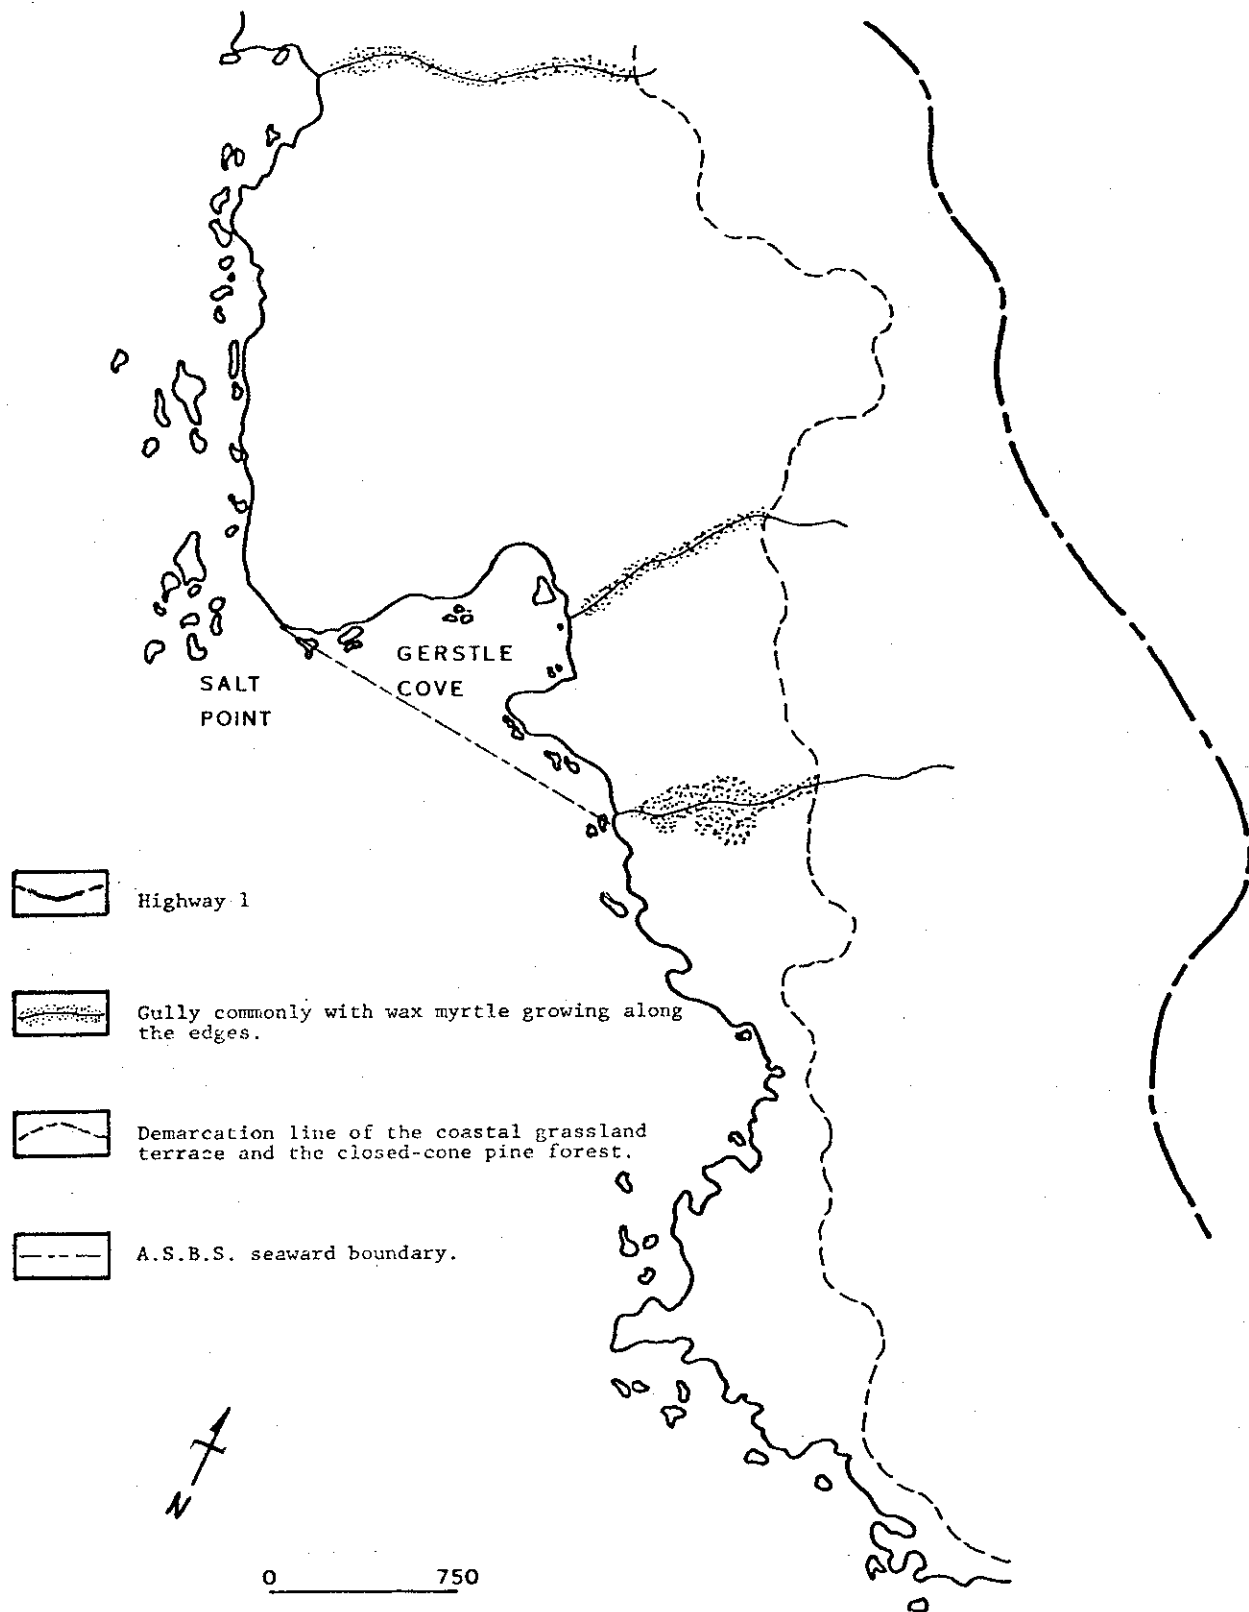 GERSTLE
COVE
SALT
POINT
Highway 1
Gully commonly with wax myrtle growing along
the edges.
Demarcation line of the coastal grassland
terrace and the closed-cone pine forest.
A.S.B.S. seaward boundary.
N
0 750